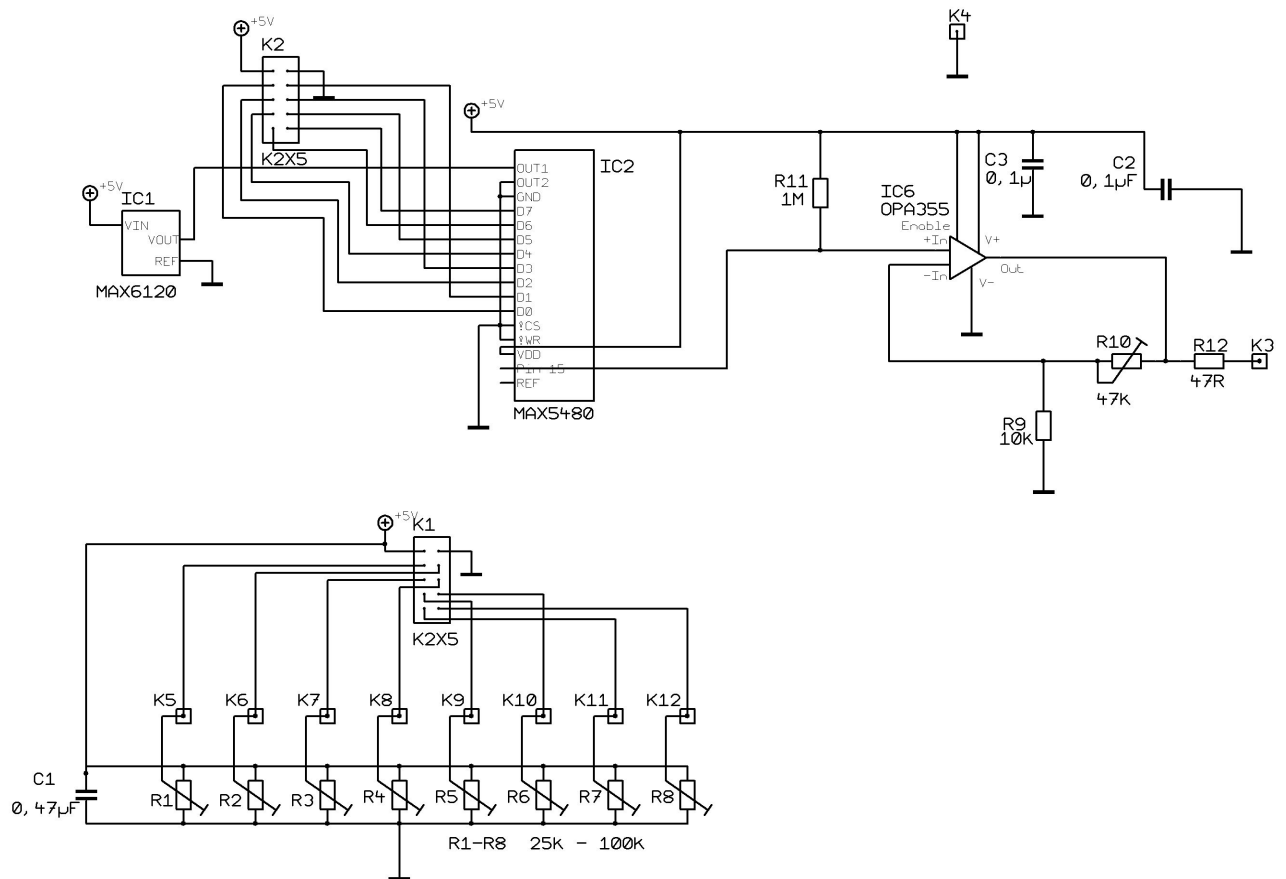 K4
+5V
K2
K2X5
+5V
+5V
IC1
VIN
VOUT
REF
MAX6120
IC2
OUT1
OUT2
GND
D7
D6
D5
D4
D3
D2
D1
D0
!CS
!WR
VDD
Pin 15
REF
MAX5480
R11
1M
IC6
OPA355
Enable
+In
-In
V+
V-
Out
C3
0,1µ
C2
0,1µF
R10
47K
R12
47R
K3
R9
10K
+5V
K1
K2X5
K5
K6
K7
K8
K9
K10
K11
K12
C1
0,47µF
R1
R2
R3
R4
R5
R6
R7
R8
R1-R8 25K - 100K